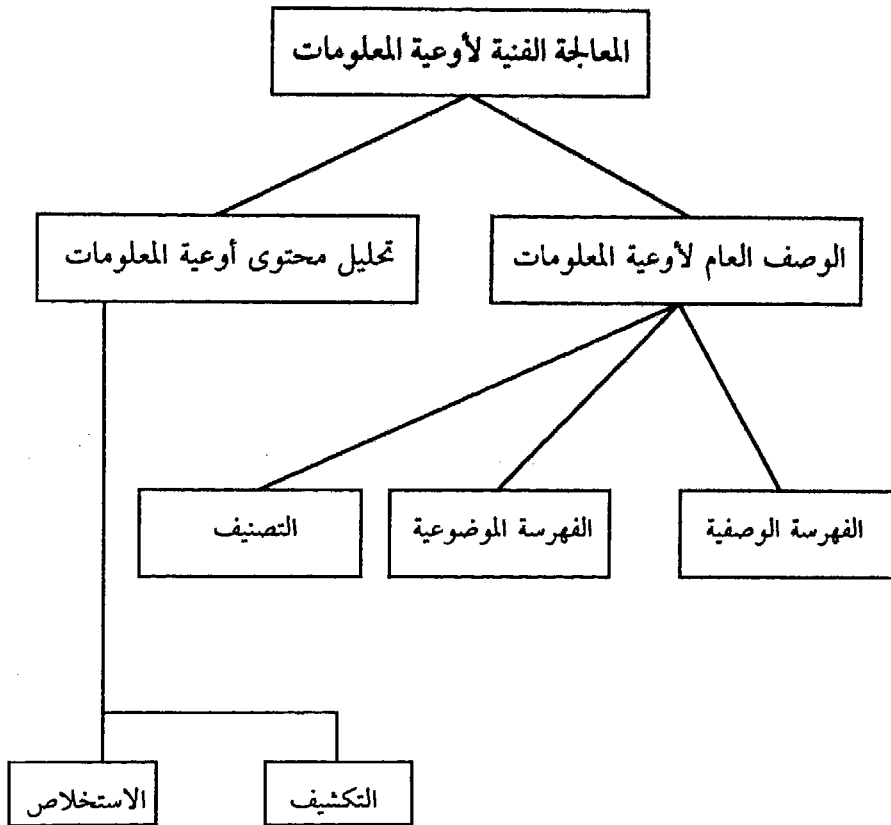 المعالجة الفنية لأوعية المعلومات
الوصف العام لأوعية المعلومات
تحليل محتوى أوعية المعلومات
الفهرسة الوصفية
الفهرسة الموضوعية
التصنيف
التكشيف
الاستخلاص